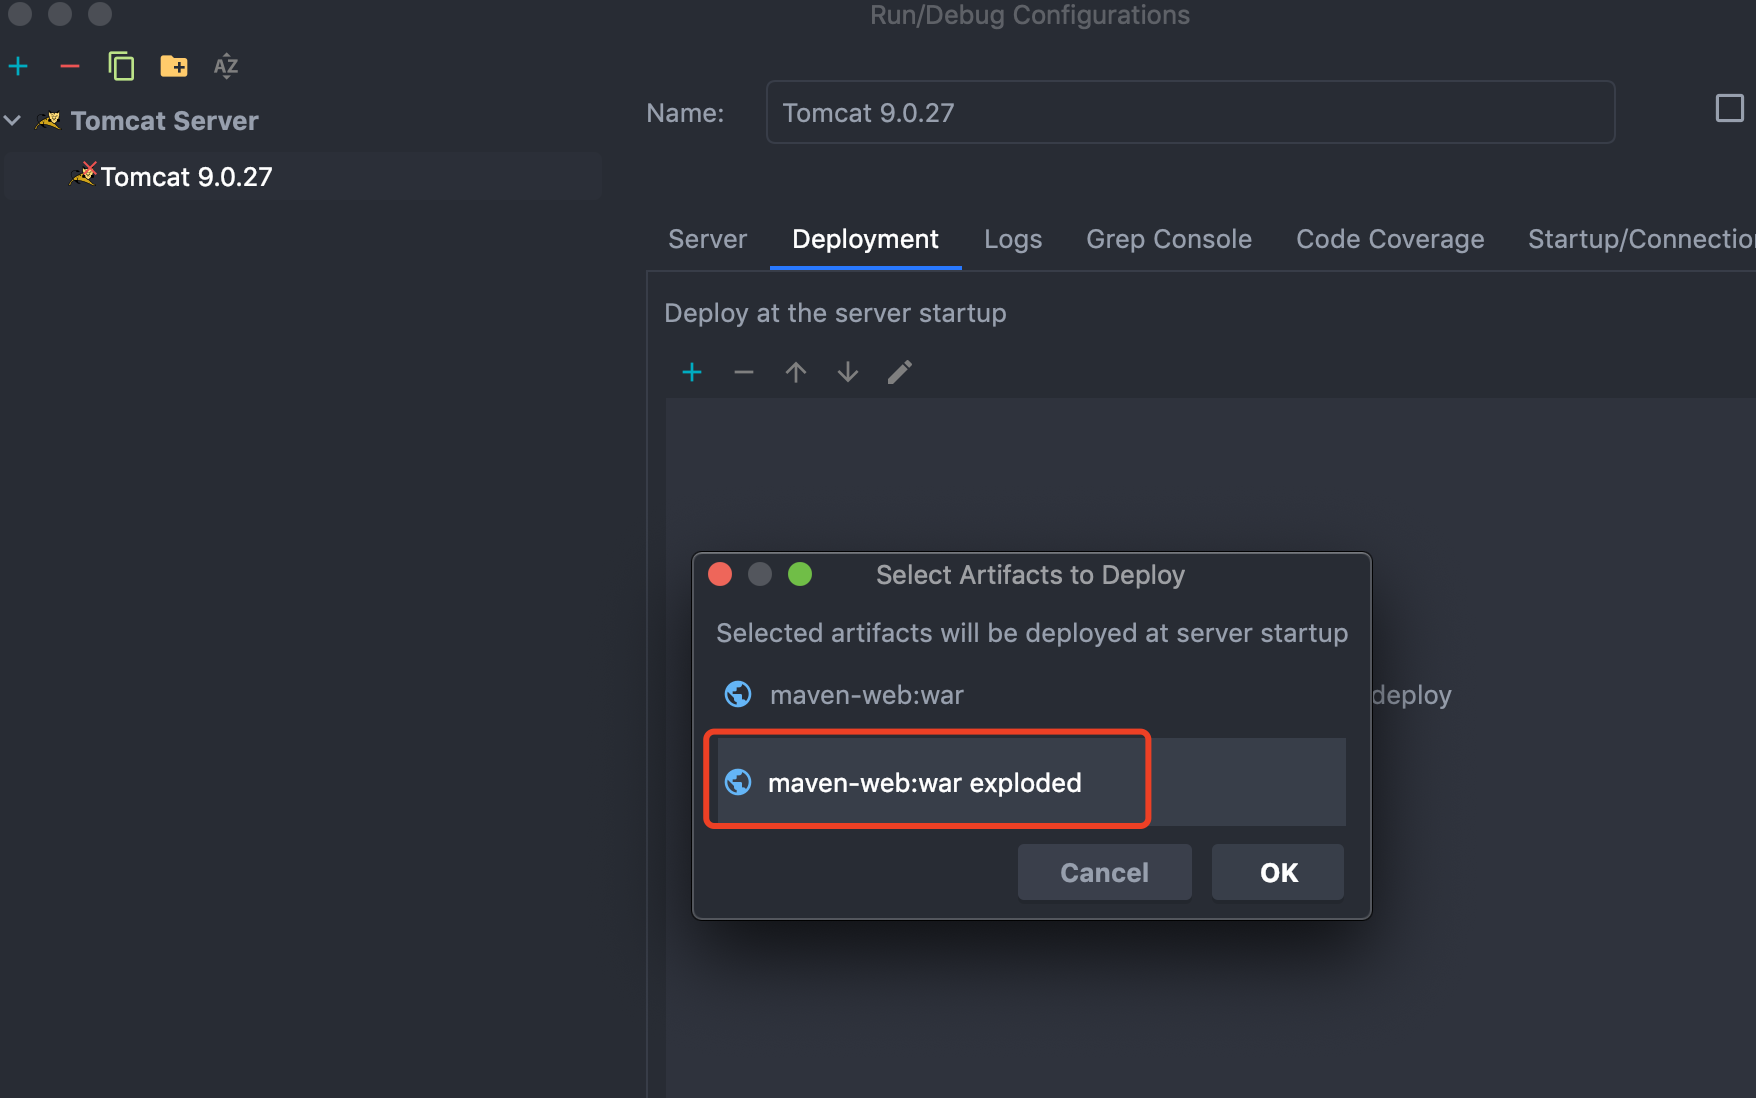 Run/Debug Configurations
AZ
Tomcat Server
Tomcat 9.0.27
Name:
Tomcat 9.0.27
Server Deployment Logs Grep Console Code Coverage Startup/Connection
Deploy at the server startup
Select Artifacts to Deploy
Selected artifacts will be deployed at server startup
maven-web:war
deploy
maven-web:war exploded
Cancel OK